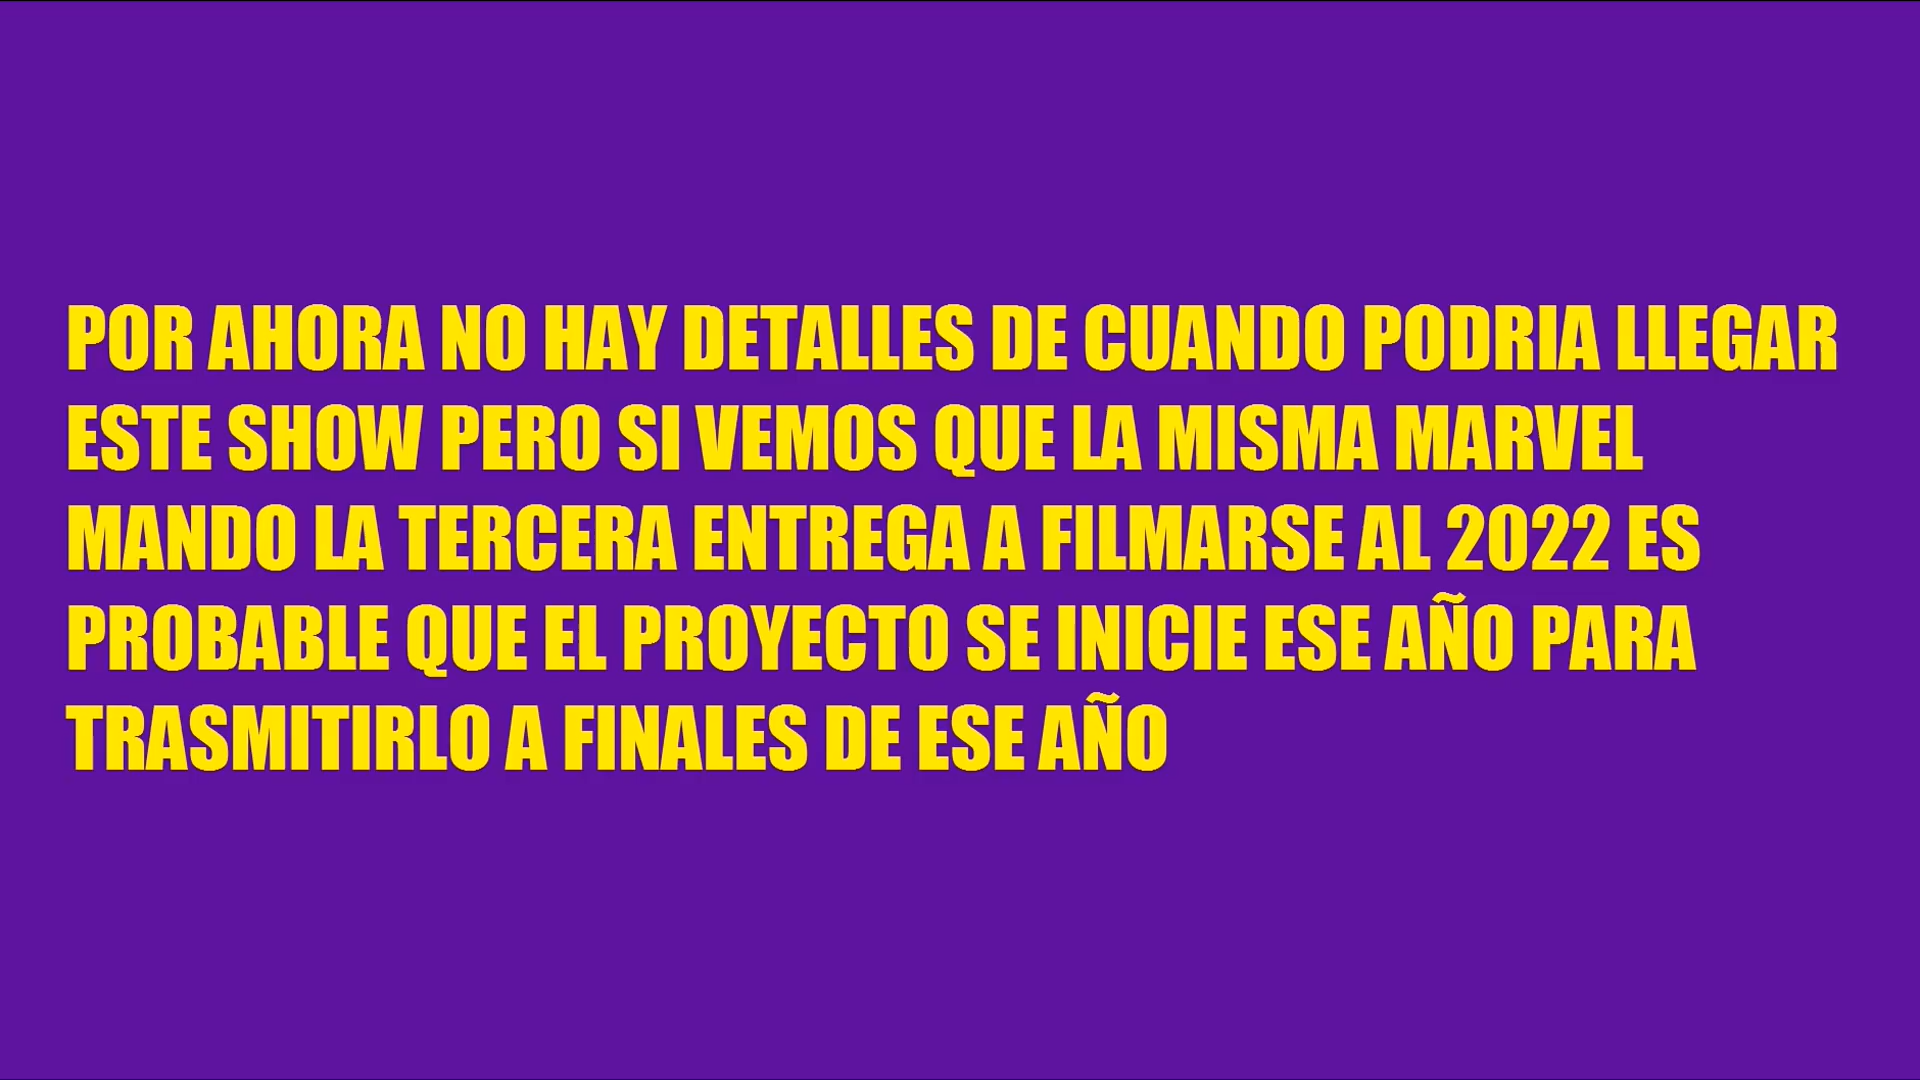 POR AHORA NO HAY DETALLES DE CUANDO PODRIA LLEGAR
ESTE SHOW PERO SI VEMOS QUE LA MISMA MARVEL
MANDO LA TERCERA ENTREGA A FILMARSE AL 2022 ES
PROBABLE QUE EL PROYECTO SE INICIE ESE AÑO PARA
TRASMITIRLO A FINALES DE ESE AÑO